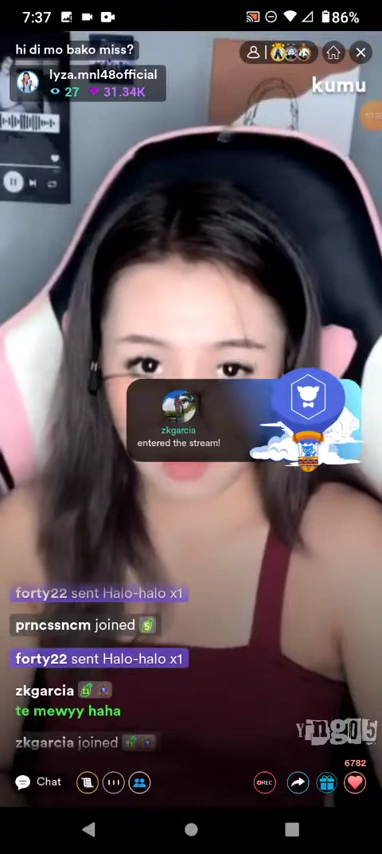 7:37
86%
hi di mo bako miss?
lyza.mnl48official
27 31.34K
kumu
zkgarcia
entered the stream!
forty22 sent Halo-halo x1
prncssncm joined 5
forty22 sent Halo-halo x1
zkgarcia
te mewyy haha
zkgarcia joined
6782
Chat
REC